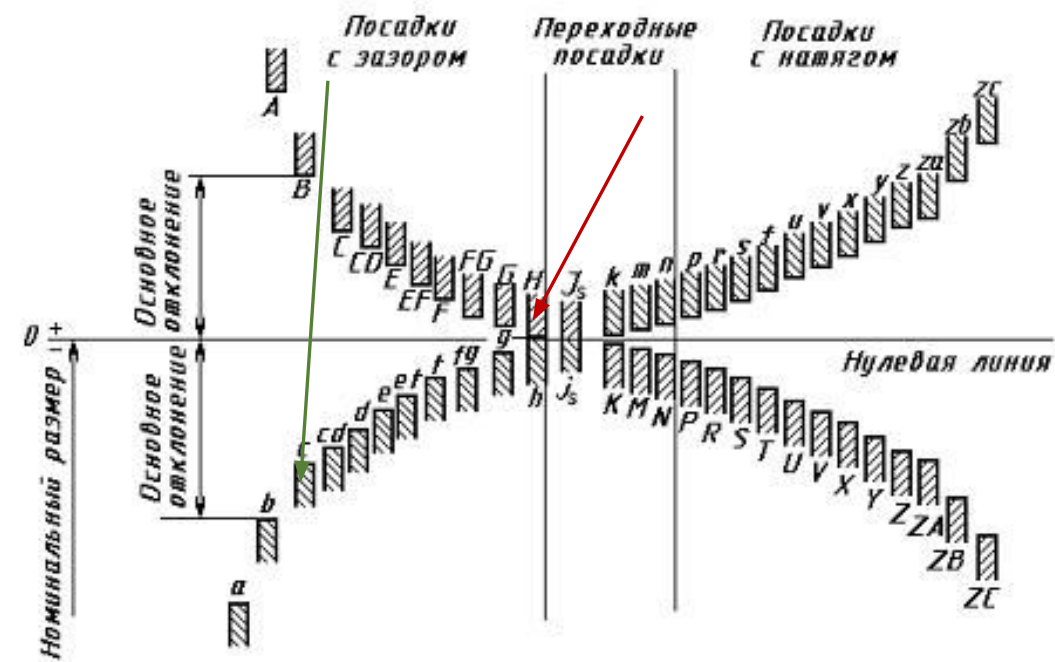 Посадки
с зазором
Переходные
посадки
Посадки
с натягом
Основное
отклонение
Основное
отклонение
Номинальный размер
0
+
−
Нулевая линия
A
B
C
CD
E
EF
F
FG
G
H
Js
k
m
n
p
r
s
t
u
v
x
y
z
za
zb
zc
a
b
c
cd
d
e
ef
f
fg
g
h
js
K
M
N
P
R
S
T
U
V
X
Y
Z
ZA
ZB
ZC